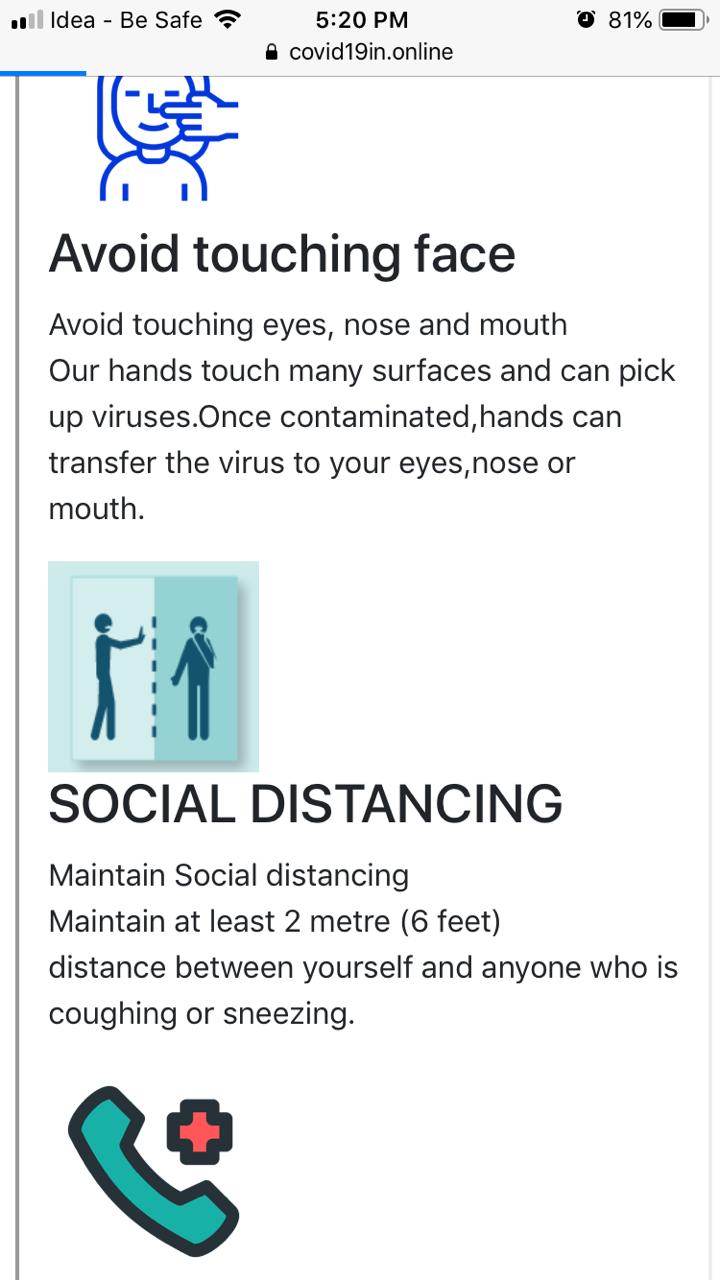 Idea - Be Safe 5:20 PM 81%
covid19in.online
Avoid touching face
Avoid touching eyes, nose and mouth
Our hands touch many surfaces and can pick
up viruses.Once contaminated,hands can
transfer the virus to your eyes,nose or
mouth.
SOCIAL DISTANCING
Maintain Social distancing
Maintain at least 2 metre (6 feet)
distance between yourself and anyone who is
coughing or sneezing.